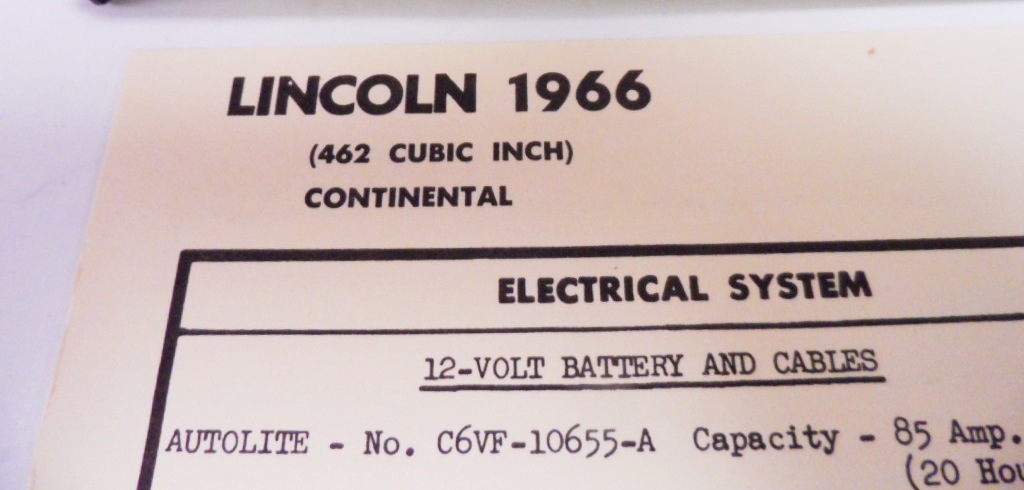 LINCOLN 1966
(462 CUBIC INCH)
CONTINENTAL
ELECTRICAL SYSTEM
12-VOLT BATTERY AND CABLES
AUTOLITE - No. C6VF-10655-A Capacity - 85 Amp.
(20